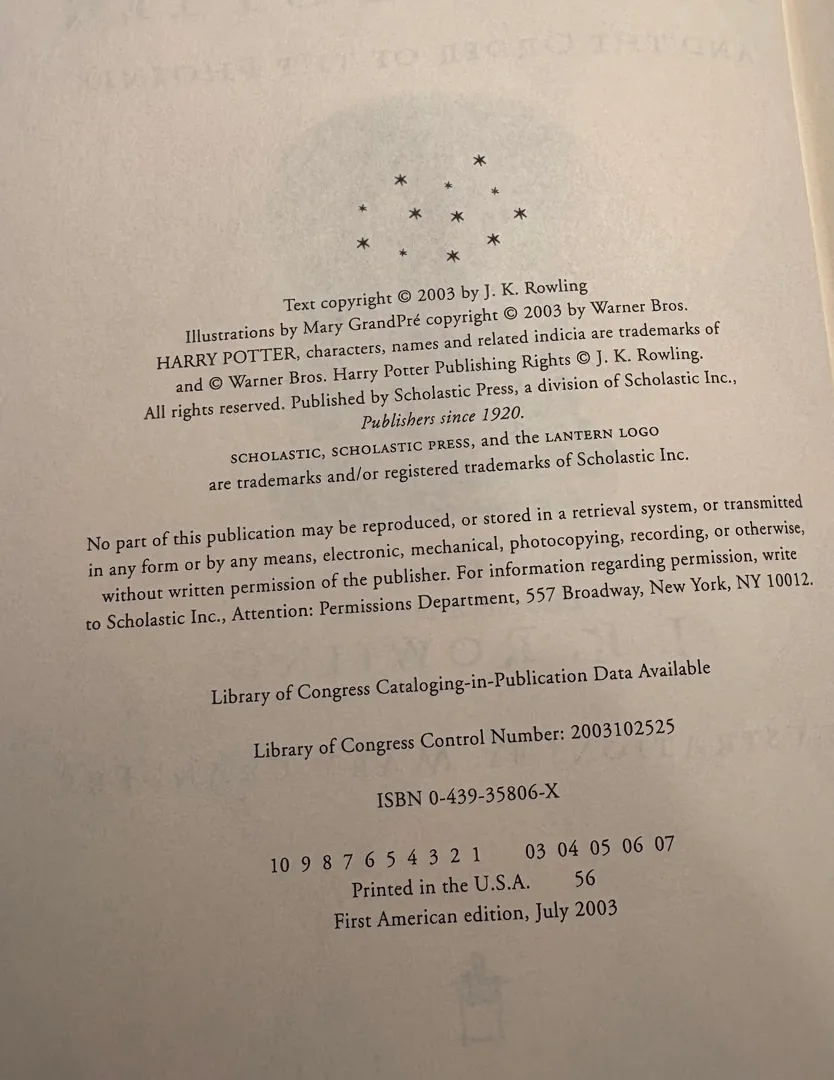 Text copyright © 2003 by J. K. Rowling
Illustrations by Mary GrandPré copyright © 2003 by Warner Bros.
HARRY POTTER, characters, names and related indicia are trademarks of
and © Warner Bros. Harry Potter Publishing Rights © J. K. Rowling.
All rights reserved. Published by Scholastic Press, a division of Scholastic Inc.,
Publishers since 1920.
SCHOLASTIC, SCHOLASTIC PRESS, and the LANTERN LOGO
are trademarks and/or registered trademarks of Scholastic Inc.
No part of this publication may be reproduced, or stored in a retrieval system, or transmitted
in any form or by any means, electronic, mechanical, photocopying, recording, or otherwise,
without written permission of the publisher. For information regarding permission, write
to Scholastic Inc., Attention: Permissions Department, 557 Broadway, New York, NY 10012.
Library of Congress Cataloging-in-Publication Data Available
Library of Congress Control Number: 2003102525
ISBN 0-439-35806-X
10 9 8 7 6 5 4 3 2 1 03 04 05 06 07
Printed in the U.S.A. 56
First American edition, July 2003